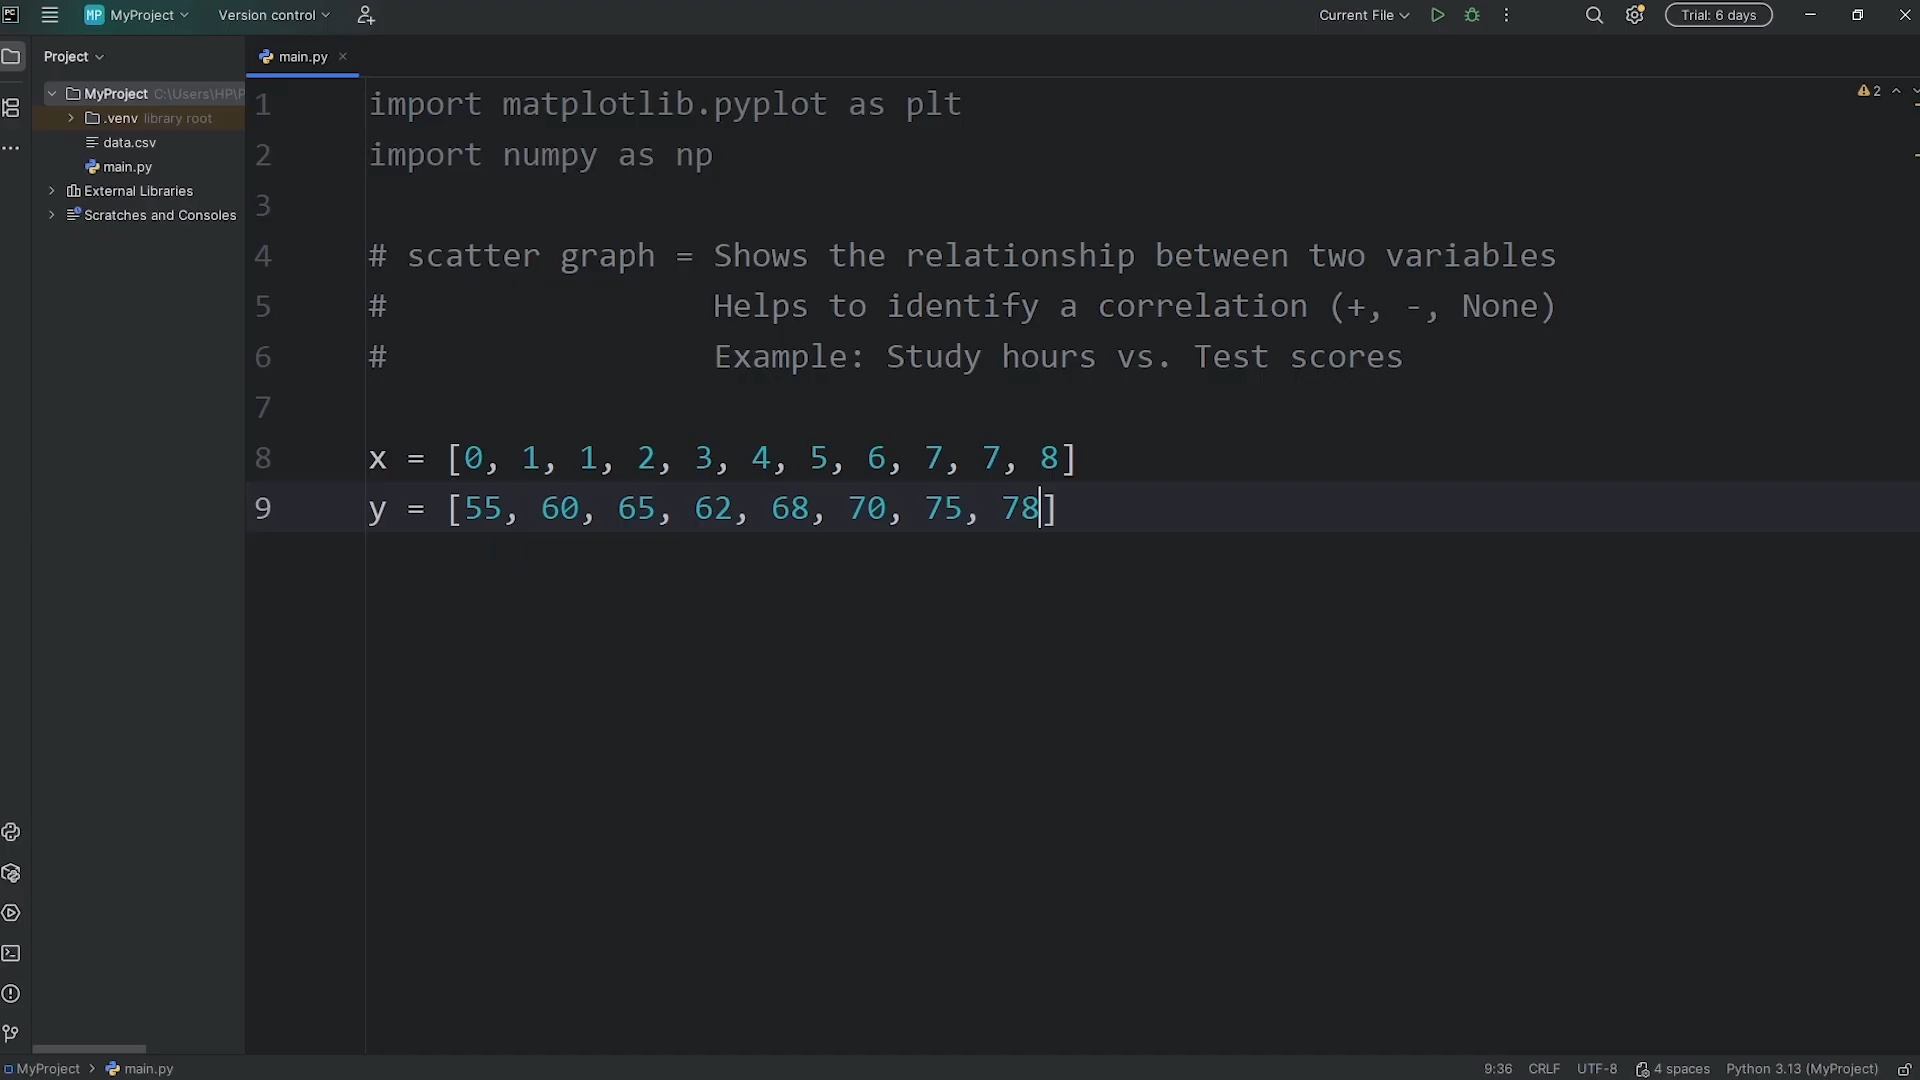 PC MP MyProject Version control Current File Trial: 6 days
Project main.py
MyProject C:\Users\HP\P
.venv library root
data.csv
main.py
External Libraries
Scratches and Consoles
2
1 import matplotlib.pyplot as plt
2 import numpy as np
3
4 # scatter graph = Shows the relationship between two variables
5 # Helps to identify a correlation (+, -, None)
6 # Example: Study hours vs. Test scores
7
8 x = [0, 1, 1, 2, 3, 4, 5, 6, 7, 7, 8]
9 y = [55, 60, 65, 62, 68, 70, 75, 78]
MyProject > main.py 9:36 CRLF UTF-8 4 spaces Python 3.13 (MyProject)